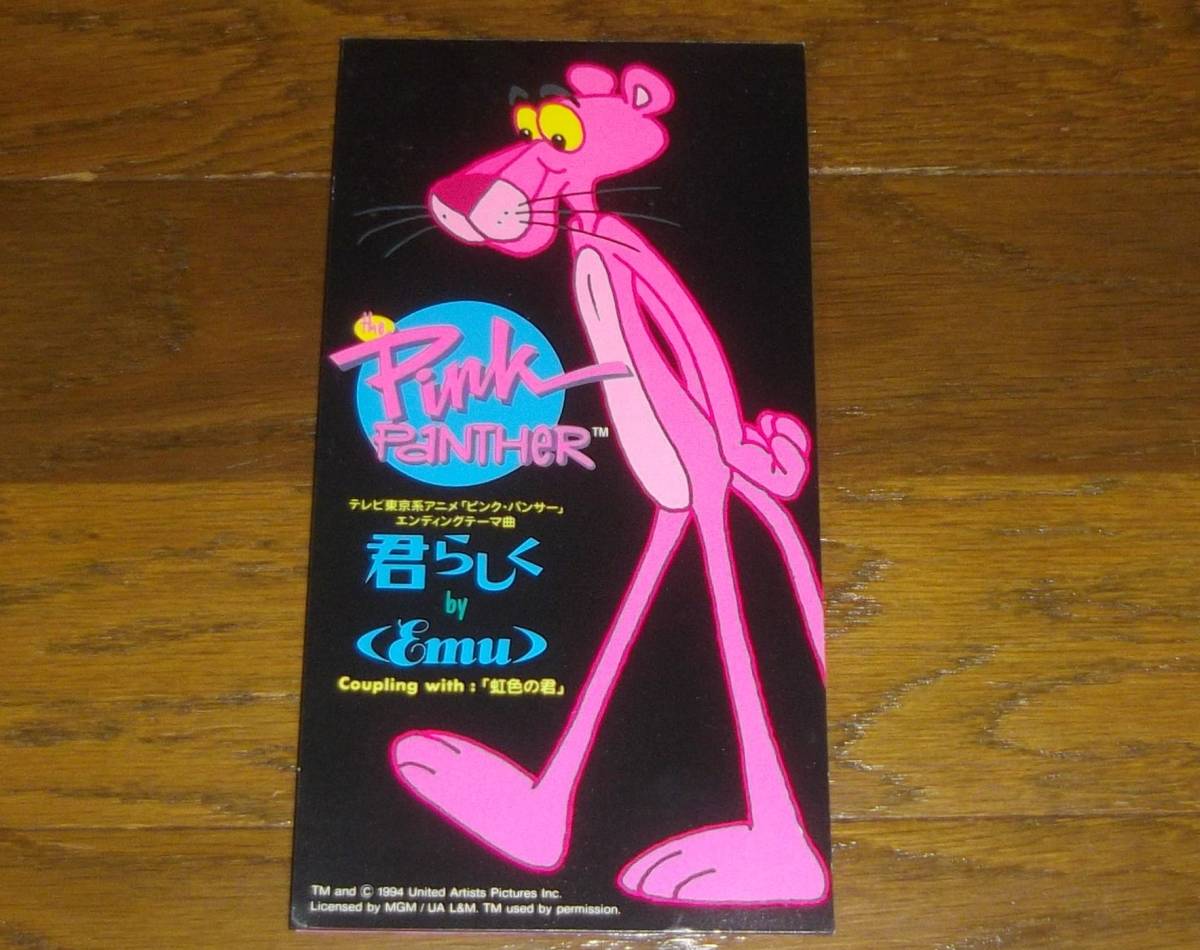 the
Pink
PANTHER™
テレビ東京系アニメ「ピンク・パンサー」
エンディングテーマ曲
君らしく
by
Emu
Coupling with:「虹色の君」
TM and © 1994 United Artists Pictures Inc.
Licensed by MGM / UA L&M. TM used by permission.